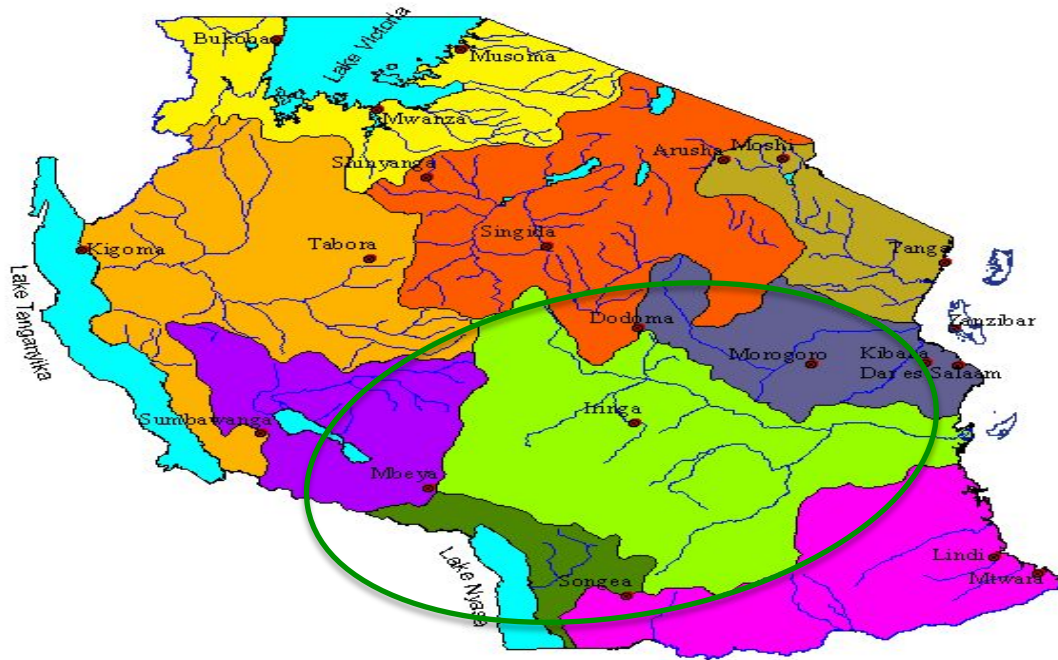 Bukoba
Lake Victoria
Musoma
Mwanza
Shinyanga
Arusha
Moshi
Kigoma
Tabora
Singida
Tanga
Lake Tanganyika
Dodoma
Zanzibar
Morogoro
Kibaha
Dar es Salaam
Sumbawanga
Iringa
Mbeya
Lake Nyasa
Songea
Lindi
Mtwara